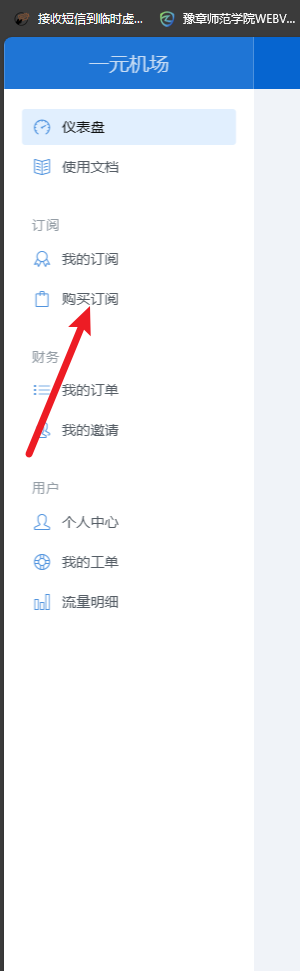 接收短信到临时虚...
豫章师范学院WEBV...
一元机场
仪表盘
使用文档
订阅
我的订阅
购买订阅
财务
我的订单
我的邀请
用户
个人中心
我的工单
流量明细